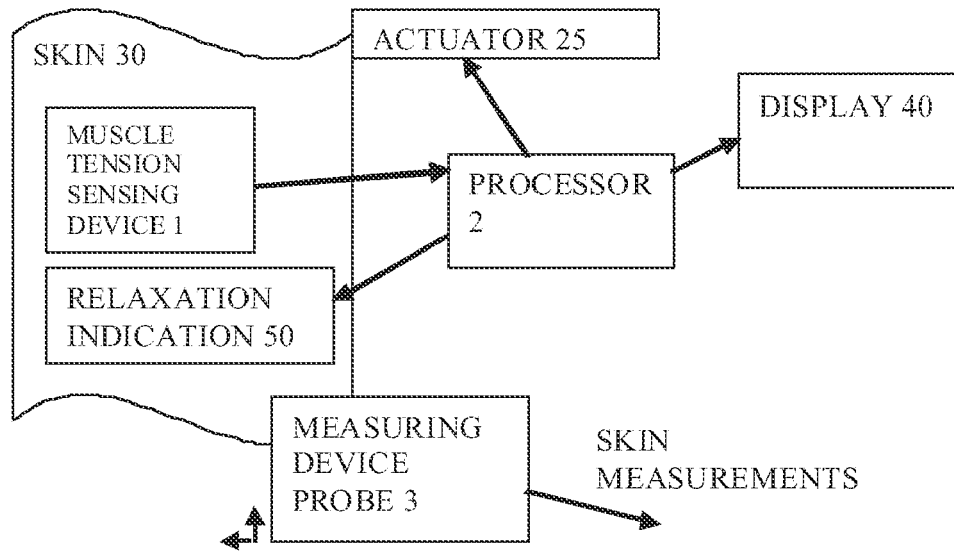 SKIN 30
ACTUATOR 25
DISPLAY 40
MUSCLE
TENSION
SENSING
DEVICE 1
PROCESSOR
2
RELAXATION
INDICATION 50
MEASURING
DEVICE
PROBE 3
SKIN
MEASUREMENTS